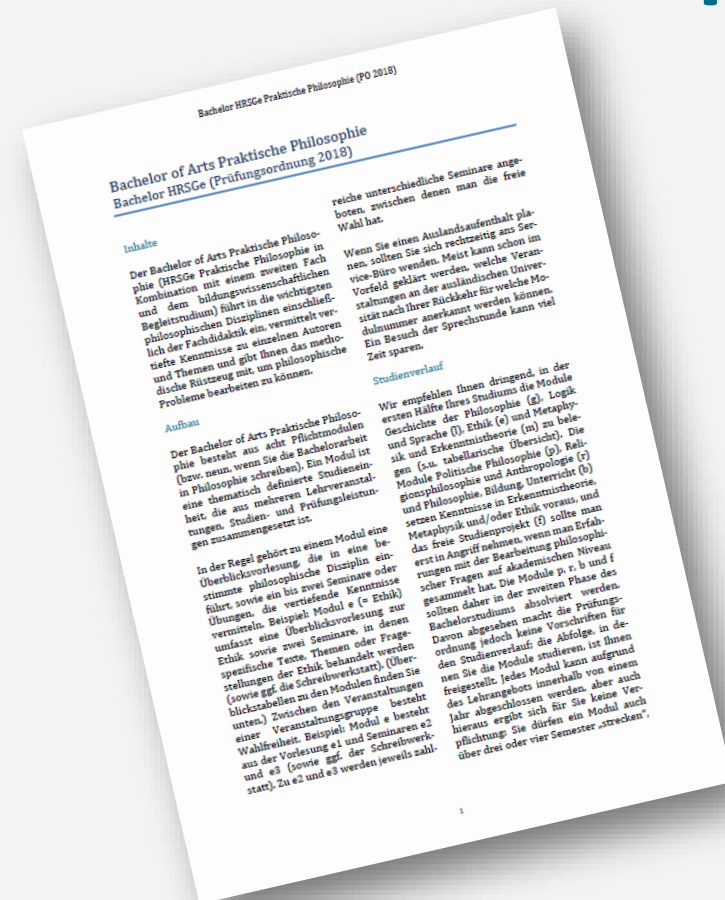 Bachelor HRSGe Praktische Philosophie (PO 2018)
Bachelor of Arts Praktische Philosophie
Bachelor HRSGe (Prüfungsordnung 2018)
Inhalte
Der Bachelor of Arts Praktische Philoso-
phie (HRSGe Praktische Philosophie in
Kombination mit einem zweiten Fach
und dem bildungswissenschaftlichen
Begleitstudium) führt in die wichtigsten
philosophischen Disziplinen einschließ-
lich der Fachdidaktik ein, vermittelt ver-
tiefte Kenntnisse zu einzelnen Autoren
und Themen und gibt Ihnen das metho-
dische Rüstzeug mit, um philosophische
Probleme bearbeiten zu können.
Aufbau
Der Bachelor of Arts Praktische Philoso-
phie besteht aus acht Pflichtmodulen
(bzw. neun, wenn Sie die Bachelorarbeit
in Philosophie schreiben). Ein Modul ist
eine thematisch definierte Studienein-
heit, die aus mehreren Lehrveranstal-
tungen, Studien- und Prüfungsleistun-
gen zusammengesetzt ist.
In der Regel gehört zu einem Modul eine
Überblicksvorlesung, die in eine be-
stimmte philosophische Disziplin ein-
führt, sowie ein bis zwei Seminare oder
Übungen, die vertiefende Kenntnisse
vermitteln. Beispiel: Modul e (= Ethik)
umfasst eine Überblicksvorlesung zur
Ethik sowie zwei Seminare, in denen
spezifische Texte, Themen oder Frage-
stellungen der Ethik behandelt werden
(sowie ggf. die Schreibwerkstatt). (Über-
blickstabellen zu den Modulen finden Sie
unten.) Zwischen den Veranstaltungen
einer Veranstaltungsgruppe besteht
Wahlfreiheit. Beispiel: Modul e besteht
aus der Vorlesung e1 und Seminaren e2
und e3 (sowie ggf. der Schreibwerk-
statt). Zu e2 und e3 werden jeweils zahl-
reiche unterschiedliche Seminare ange-
boten, zwischen denen man die freie
Wahl hat.
Wenn Sie einen Auslandsaufenthalt pla-
nen, sollten Sie sich rechtzeitig ans Ser-
vice-Büro wenden. Meist kann schon im
Vorfeld geklärt werden, welche Veran-
staltungen an der ausländischen Univer-
sität nach Ihrer Rückkehr für welche Mo-
dulnummer anerkannt werden können.
Ein Besuch der Sprechstunde kann viel
Zeit sparen.
Studienverlauf
Wir empfehlen Ihnen dringend, in der
ersten Hälfte Ihres Studiums die Module
Geschichte der Philosophie (g), Logik
und Sprache (l), Ethik (e) und Metaphy-
sik und Erkenntnistheorie (m) zu bele-
gen (s.u. tabellarische Übersicht). Die
Module Politische Philosophie (p), Reli-
gionsphilosophie und Anthropologie (r)
und Philosophie, Bildung, Unterricht (b)
setzen Kenntnisse in Erkenntnistheorie,
Metaphysik und/oder Ethik voraus, und
das freie Studienprojekt (f) sollte man
erst in Angriff nehmen, wenn man Erfah-
rungen mit der Bearbeitung philosophi-
scher Fragen auf akademischen Niveau
gesammelt hat. Die Module p, r, b und f
sollten daher in der zweiten Phase des
Bachelorstudiums absolviert werden.
Davon abgesehen macht die Prüfungs-
ordnung jedoch keine Vorschriften für
den Studienverlauf; die Abfolge, in de-
nen Sie die Module studieren, ist Ihnen
freigestellt. Jedes Modul kann aufgrund
des Lehrangebots innerhalb von einem
Jahr abgeschlossen werden, aber auch
hieraus ergibt sich für Sie keine Ver-
pflichtung: Sie dürfen ein Modul auch
über drei oder vier Semester „strecken“,
1